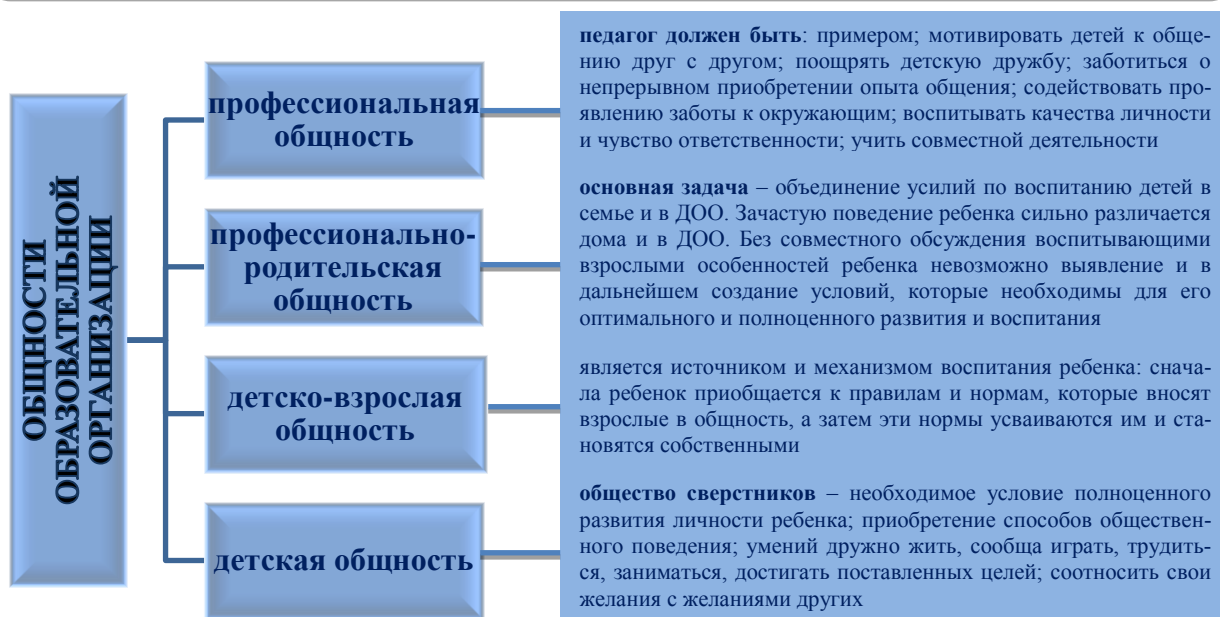 ОБЩНОСТИ
ОБРАЗОВАТЕЛЬНОЙ
ОРГАНИЗАЦИИ
профессиональная
общность
педагог должен быть: примером; мотивировать детей к обще-
нию друг с другом; поощрять детскую дружбу; заботиться о
непрерывном приобретении опыта общения; содействовать про-
явлению заботы к окружающим; воспитывать качества личности
и чувство ответственности; учить совместной деятельности
профессионально-
родительская
общность
основная задача – объединение усилий по воспитанию детей в
семье и в ДОО. Зачастую поведение ребенка сильно различается
дома и в ДОО. Без совместного обсуждения воспитывающими
взрослыми особенностей ребенка невозможно выявление и в
дальнейшем создание условий, которые необходимы для его
оптимального и полноценного развития и воспитания
детско-взрослая
общность
является источником и механизмом воспитания ребенка: снача-
ла ребенок приобщается к правилам и нормам, которые вносят
взрослые в общность, а затем эти нормы усваиваются им и ста-
новятся собственными
детская общность
общество сверстников – необходимое условие полноценного
развития личности ребенка; приобретение способов обществен-
ного поведения; умений дружно жить, сообща играть, трудить-
ся, заниматься, достигать поставленных целей; соотносить свои
желания с желаниями других